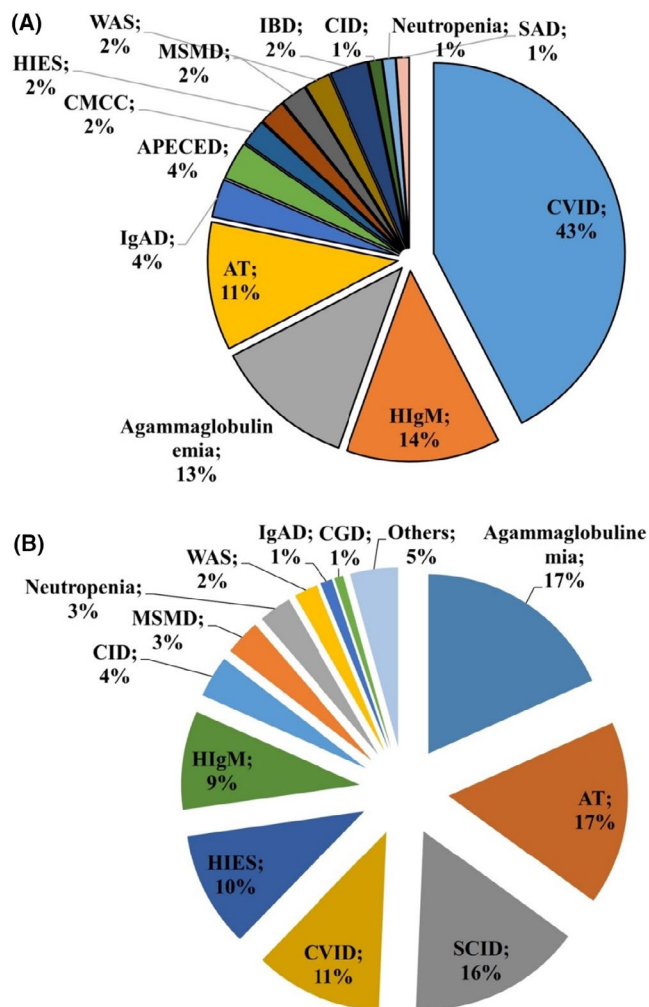 (A)
WAS;
2%
MSMD;
2%
IBD;
2%
CID;
1%
Neutropenia;
1%
SAD;
1%
HIES;
2%
CMCC;
2%
APECED;
4%
IgAD;
4%
AT;
11%
Agammaglobulin
emia;
13%
HIgM;
14%
CVID;
43%
(B)
IgAD;
1%
CGD;
1%
Others;
5%
Agammaglobuline
mia;
17%
WAS;
2%
Neutropenia;
3%
MSMD;
3%
CID;
4%
HIgM;
9%
HIES;
10%
CVID;
11%
SCID;
16%
AT;
17%